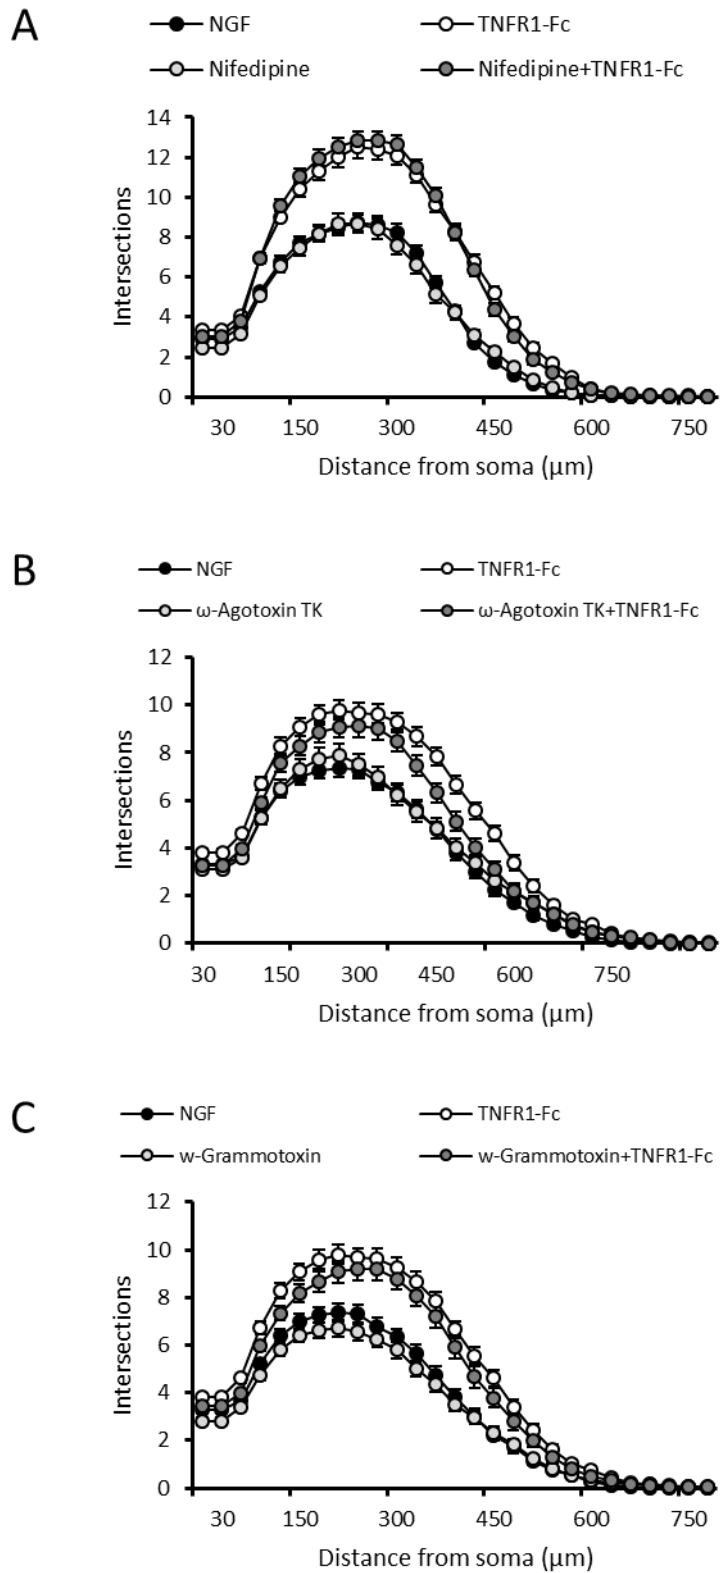 A
NGF
TNFR1-Fc
Nifedipine
Nifedipine+TNFR1-Fc
14
12
10
8
6
4
2
0
Intersections
30 150 300 450 600 750
Distance from soma (µm)
B
NGF
TNFR1-Fc
ω-Agotoxin TK
ω-Agotoxin TK+TNFR1-Fc
12
10
8
6
4
2
0
Intersections
30 150 300 450 600 750
Distance from soma (µm)
C
NGF
TNFR1-Fc
w-Grammotoxin
w-Grammotoxin+TNFR1-Fc
12
10
8
6
4
2
0
Intersections
30 150 300 450 600 750
Distance from soma (µm)